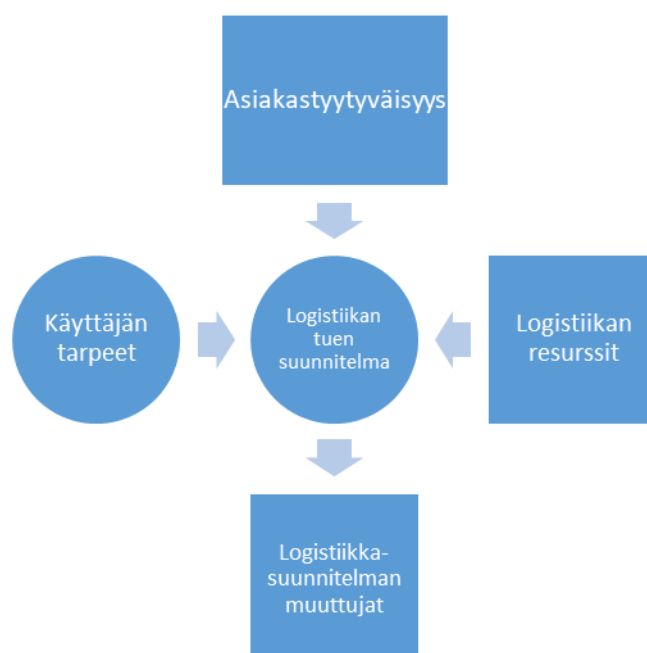 Asiakastyytyväisyys
Käyttäjän
tarpeet
Logistiikan
tuen
suunnitelma
Logistiikan
resurssit
Logistiikka-
suunnitelman
muuttujat